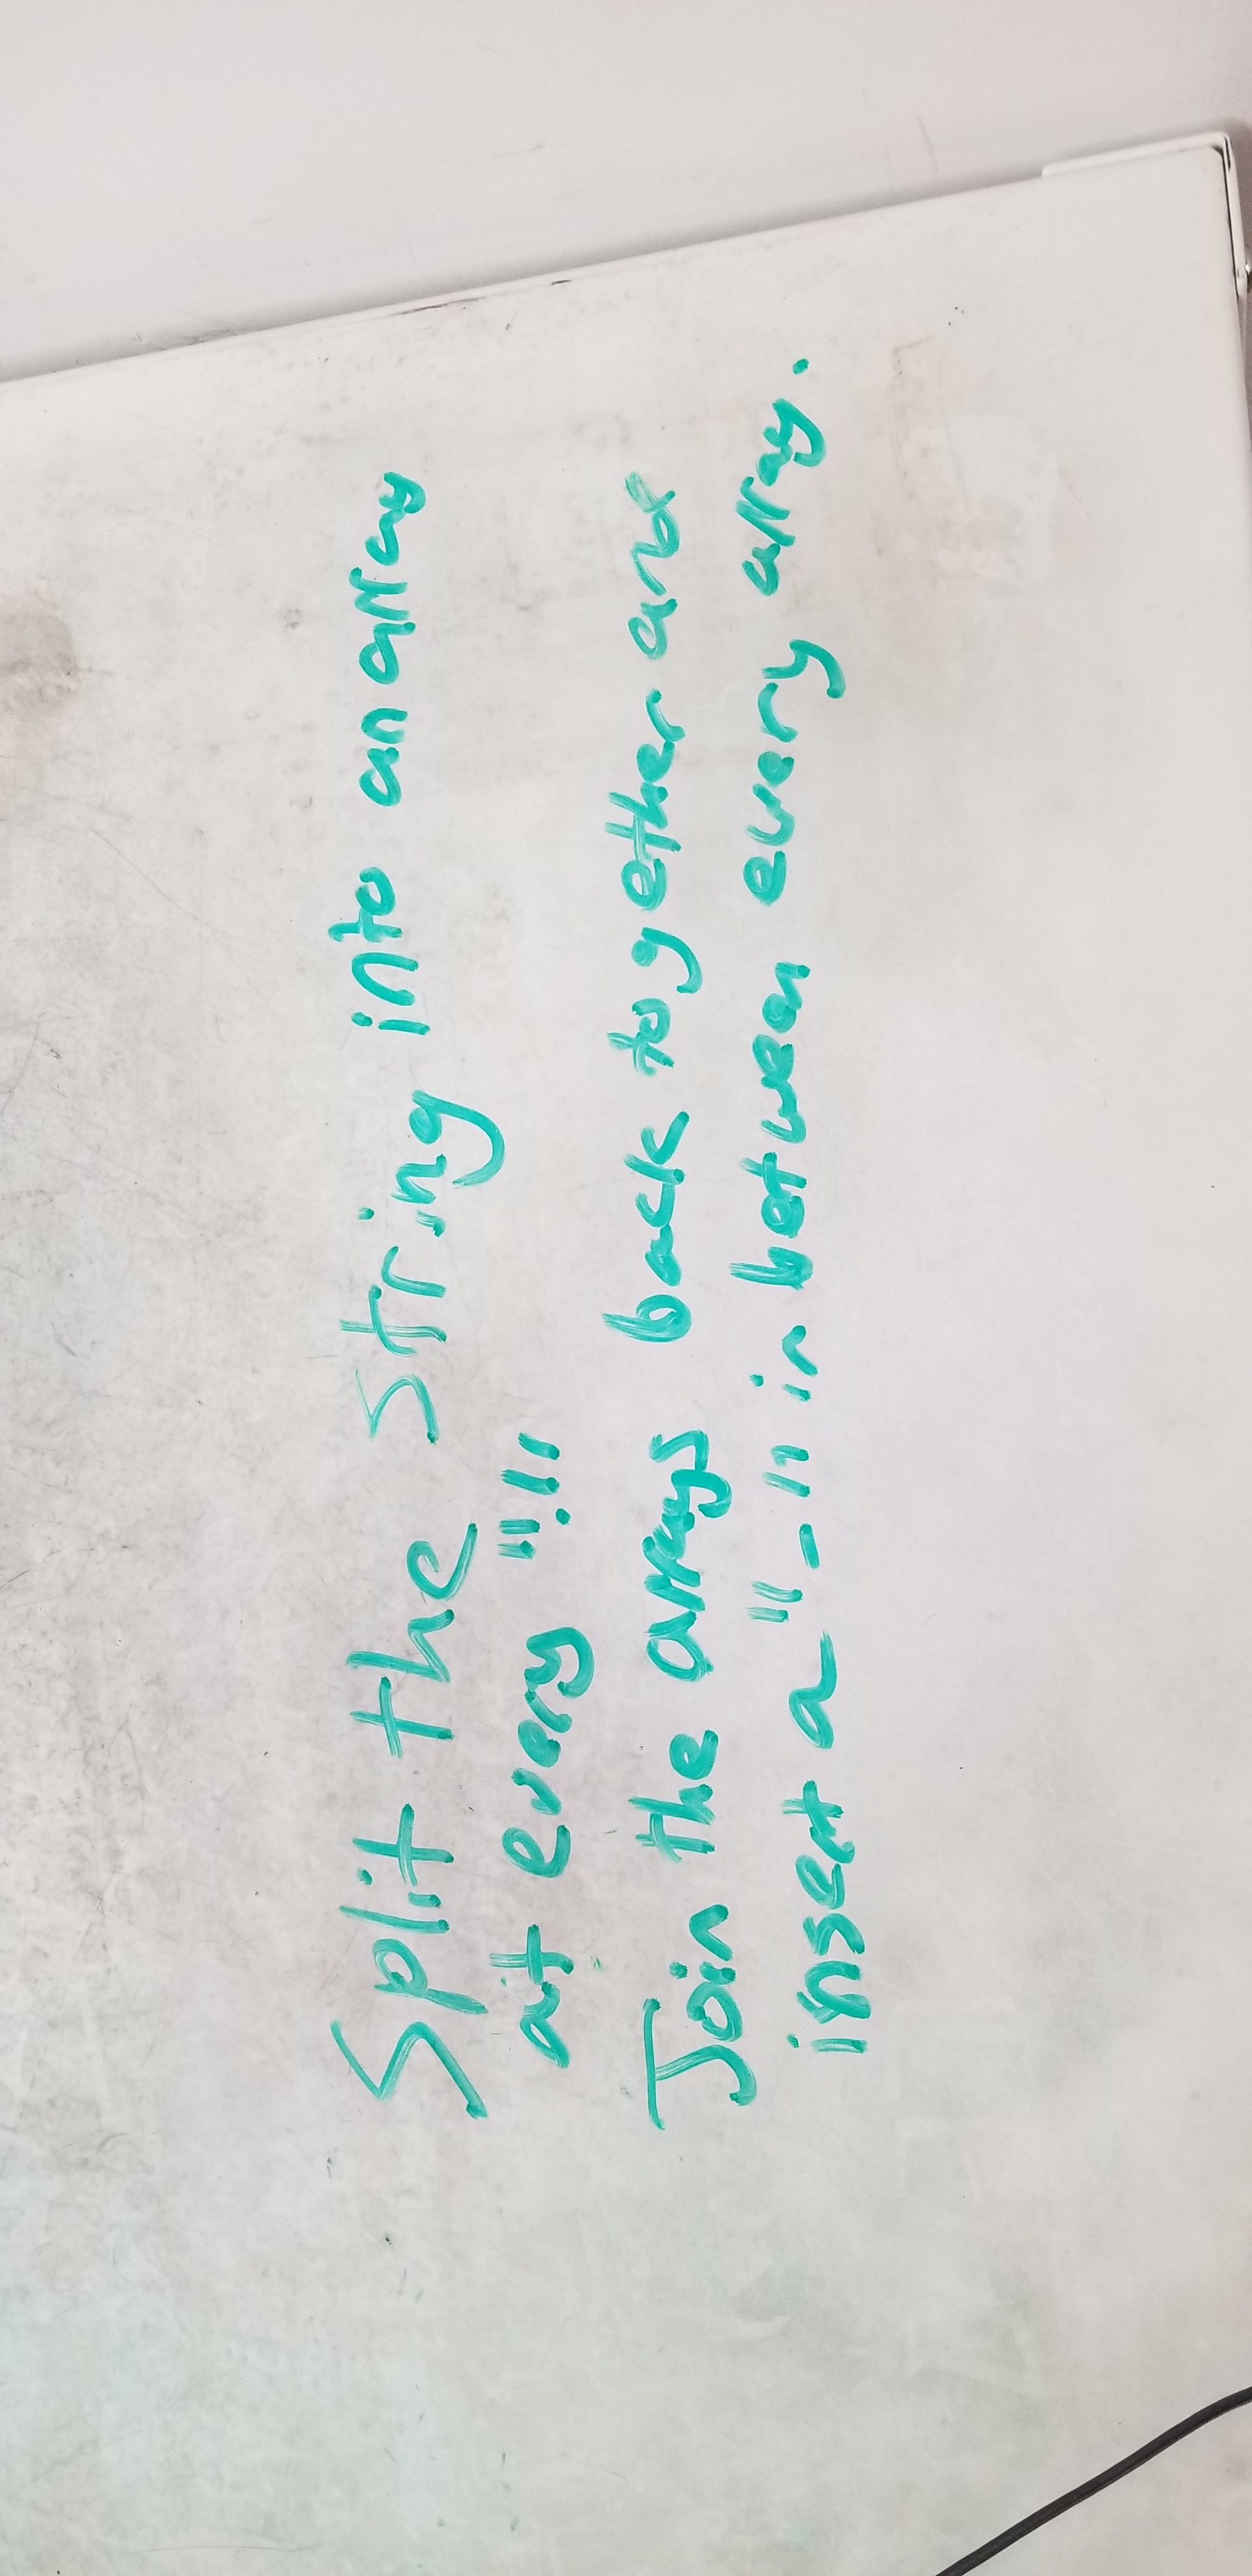 Split the string into an array
at every "."
Join the arrays back together and
insert a "-" in between every array.